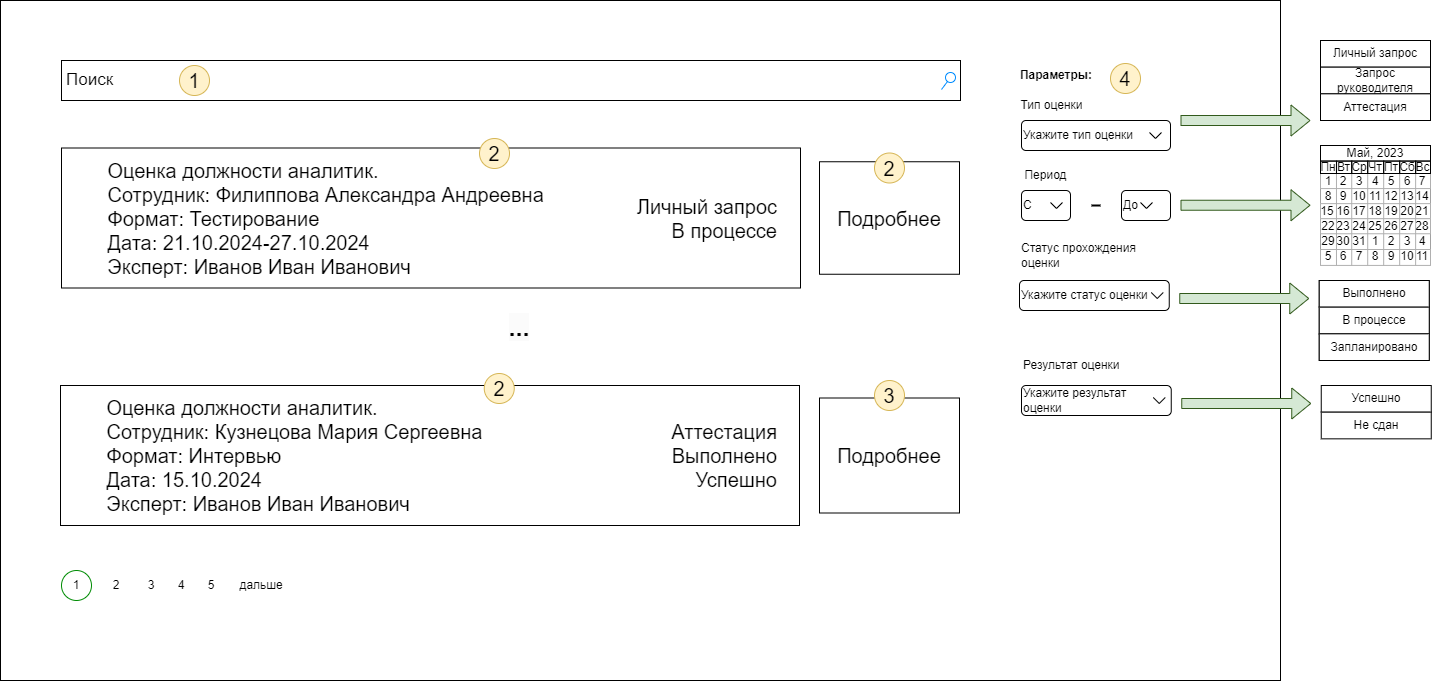 Поиск
1
2
Оценка должности аналитик.
Сотрудник: Филиппова Александра Андреевна
Формат: Тестирование
Дата: 21.10.2024-27.10.2024
Эксперт: Иванов Иван Иванович
Личный запрос
В процессе
2
Подробнее
...
2
Оценка должности аналитик.
Сотрудник: Кузнецова Мария Сергеевна
Формат: Интервью
Дата: 15.10.2024
Эксперт: Иванов Иван Иванович
Аттестация
Выполнено
Успешно
3
Подробнее
1 2 3 4 5 дальше
Параметры:
4
Тип оценки
Укажите тип оценки
Период
С – До
Статус прохождения
оценки
Укажите статус оценки
Результат оценки
Укажите результат
оценки
Личный запрос
Запрос
руководителя
Аттестация
Май, 2023
Пн Вт Ср Чт Пт Сб Вс
1 2 3 4 5 6 7
8 9 10 11 12 13 14
15 16 17 18 19 20 21
22 23 24 25 26 27 28
29 30 31 1 2 3 4
5 6 7 8 9 10 11
Выполнено
В процессе
Запланировано
Успешно
Не сдан